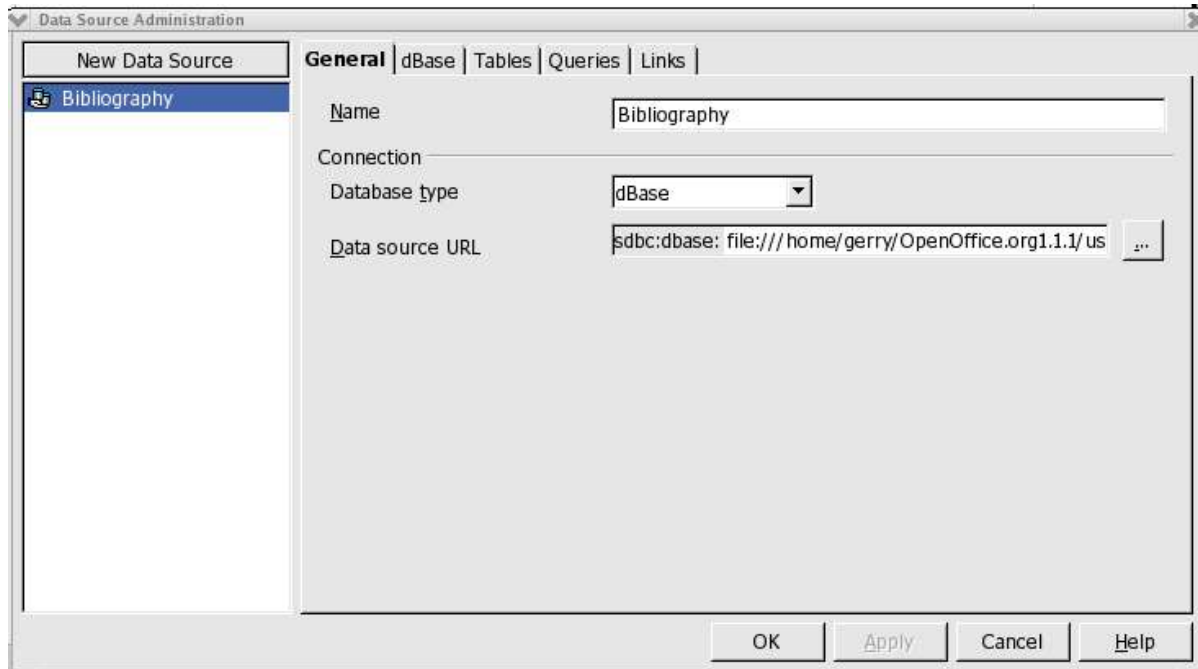 Data Source Administration
New Data Source
General dBase Tables Queries Links
Bibliography
Name Bibliography
Connection
Database type dBase
Data source URL sdbc:dbase: file:///home/gerry/OpenOffice.org1.1.1/us ...
OK Apply Cancel Help